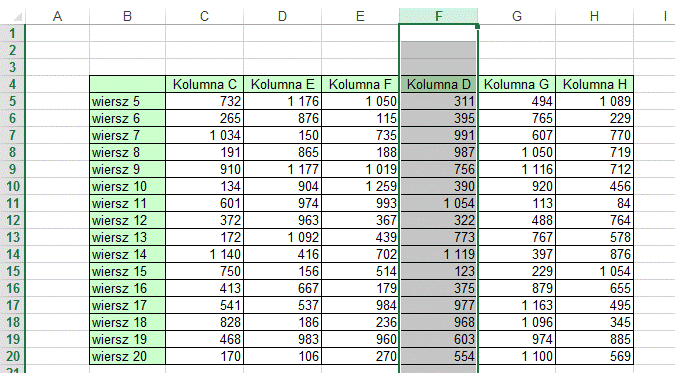 A B C D E F G H I
1
2
3
4 Kolumna C Kolumna E Kolumna F Kolumna D Kolumna G Kolumna H
5 wiersz 5 732 1 176 1 050 311 494 1 089
6 wiersz 6 265 876 115 395 765 229
7 wiersz 7 1 034 150 735 991 607 770
8 wiersz 8 191 865 188 987 1 050 719
9 wiersz 9 910 1 177 1 019 756 1 116 712
10 wiersz 10 134 904 1 259 390 920 456
11 wiersz 11 601 974 993 1 054 113 84
12 wiersz 12 372 963 367 322 488 764
13 wiersz 13 172 1 092 439 773 767 578
14 wiersz 14 1 140 416 702 1 119 397 876
15 wiersz 15 750 156 514 123 229 1 054
16 wiersz 16 413 667 179 375 879 655
17 wiersz 17 541 537 984 977 1 163 495
18 wiersz 18 828 186 236 968 1 096 345
19 wiersz 19 468 983 960 603 974 885
20 wiersz 20 170 106 270 554 1 100 569